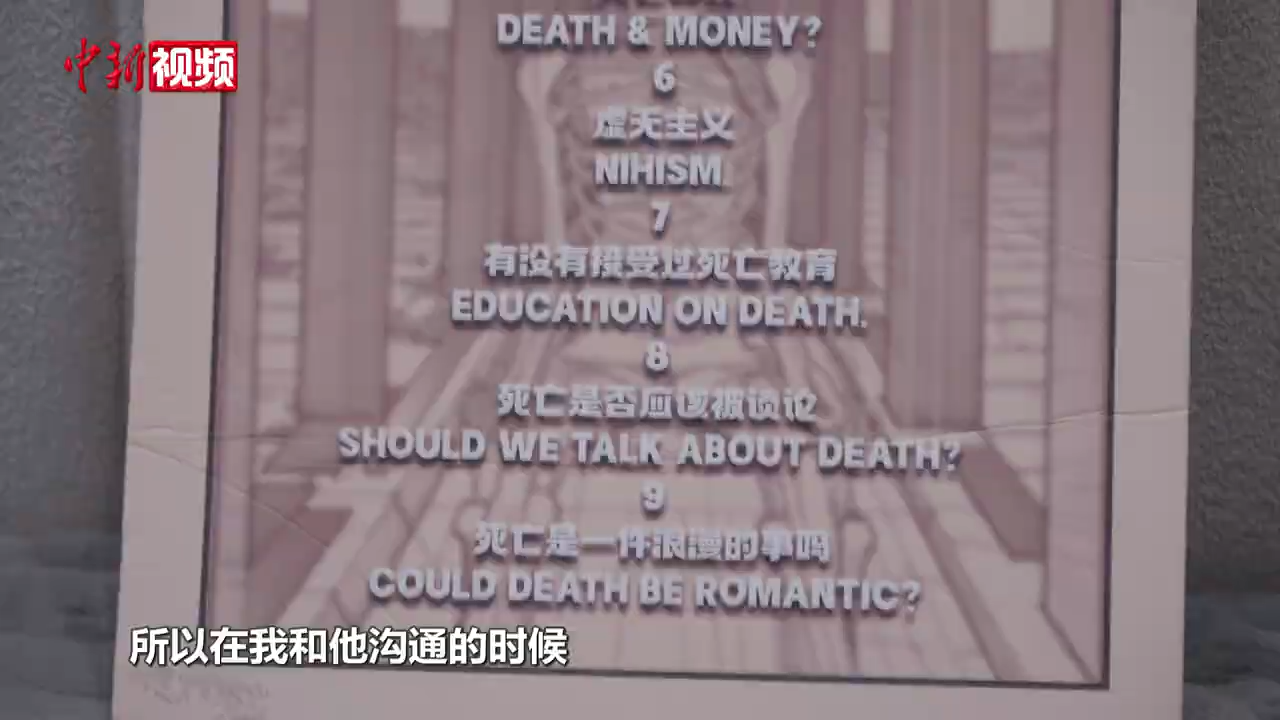 中新视频
DEATH & MONEY?
6
虚无主义
NIHISM.
7
有没有接受过死亡教育
EDUCATION ON DEATH.
8
死亡是否应该被谈论
SHOULD WE TALK ABOUT DEATH?
9
死亡是一件浪漫的事吗
COULD DEATH BE ROMANTIC?
所以在我和他沟通的时候